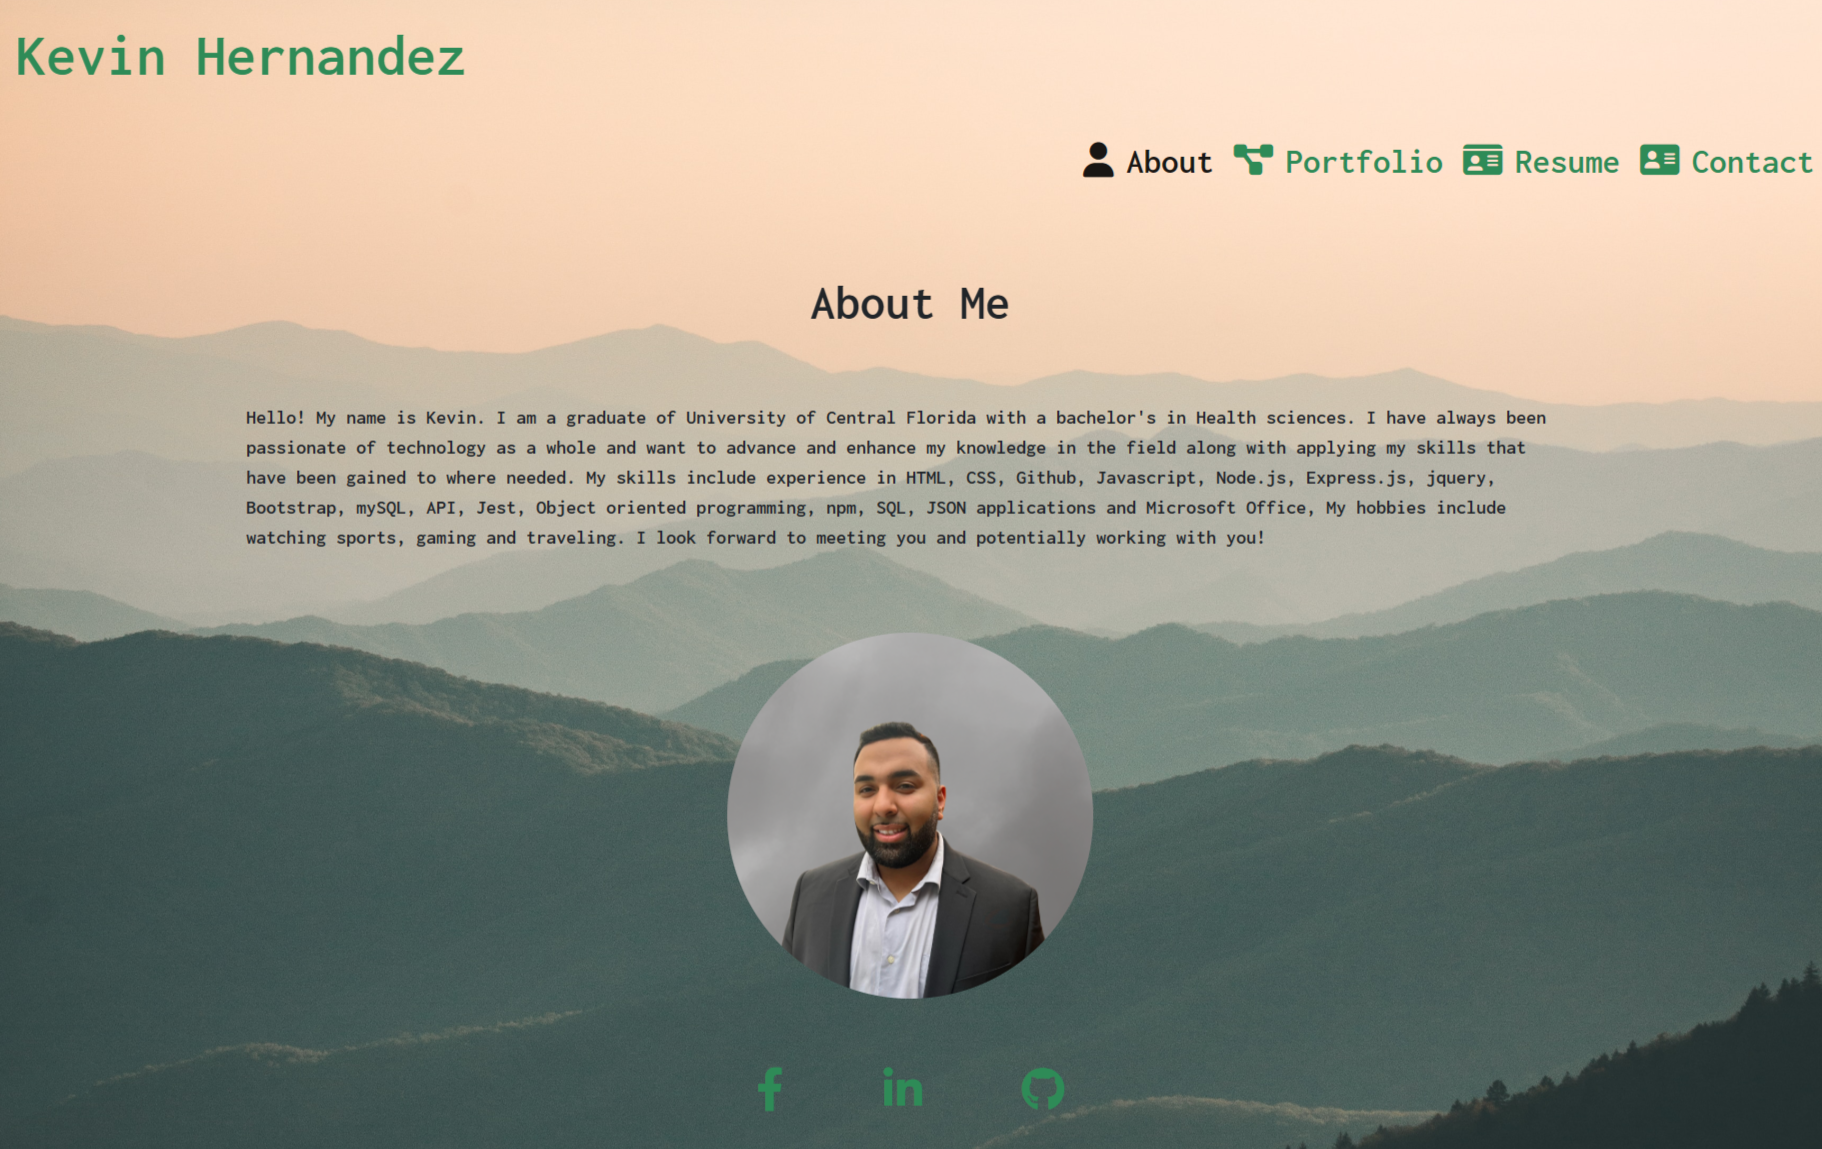 Kevin Hernandez
About Portfolio Resume Contact
About Me
Hello! My name is Kevin. I am a graduate of University of Central Florida with a bachelor's in Health sciences. I have always been
passionate of technology as a whole and want to advance and enhance my knowledge in the field along with applying my skills that
have been gained to where needed. My skills include experience in HTML, CSS, Github, Javascript, Node.js, Express.js, jquery,
Bootstrap, mySQL, API, Jest, Object oriented programming, npm, SQL, JSON applications and Microsoft Office, My hobbies include
watching sports, gaming and traveling. I look forward to meeting you and potentially working with you!